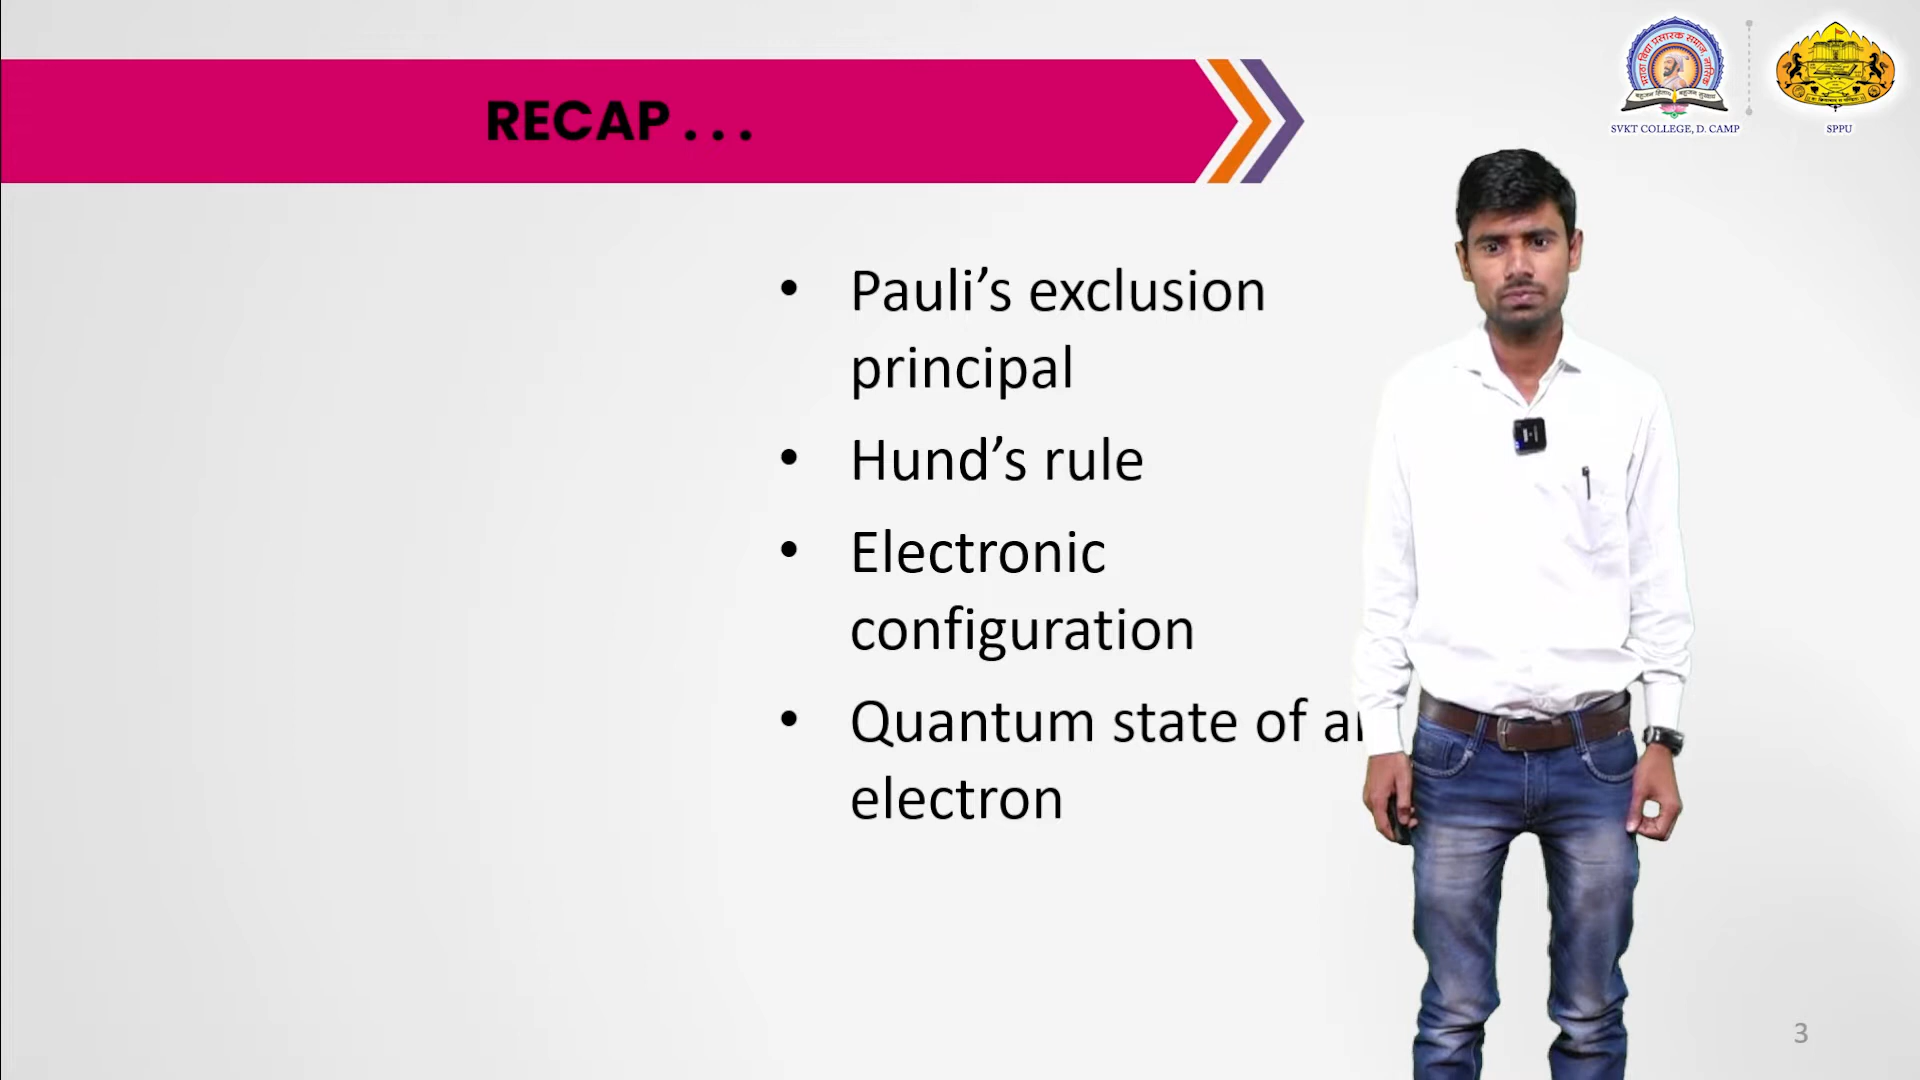 RECAP . . .
SVKT COLLEGE, D. CAMP
SPPU
• Pauli’s exclusion
principal
• Hund’s rule
• Electronic
configuration
• Quantum state of
electron
3